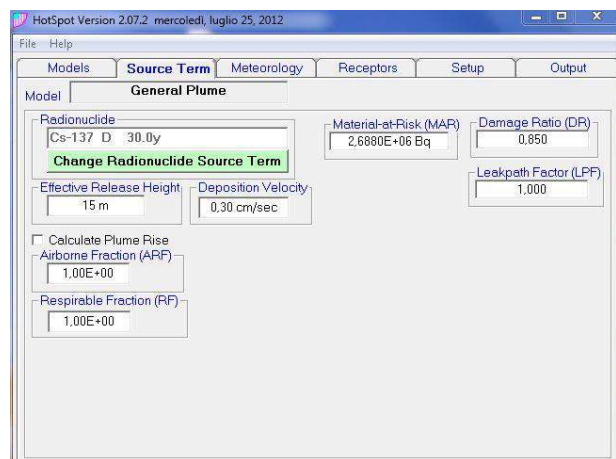 HotSpot Version 2.07.2 mercoledì, luglio 25, 2012
File Help
Models Source Term Meteorology Receptors Setup Output
Model General Plume
Radionuclide
Cs-137 D 30.0y
Change Radionuclide Source Term
Material-at-Risk (MAR)
2,6880E+06 Bq
Damage Ratio (DR)
0,850
Leakpath Factor (LPF)
1,000
Effective Release Height
15 m
Deposition Velocity
0,30 cm/sec
Calculate Plume Rise
Airborne Fraction (ARF)
1,00E+00
Respirable Fraction (RF)
1,00E+00